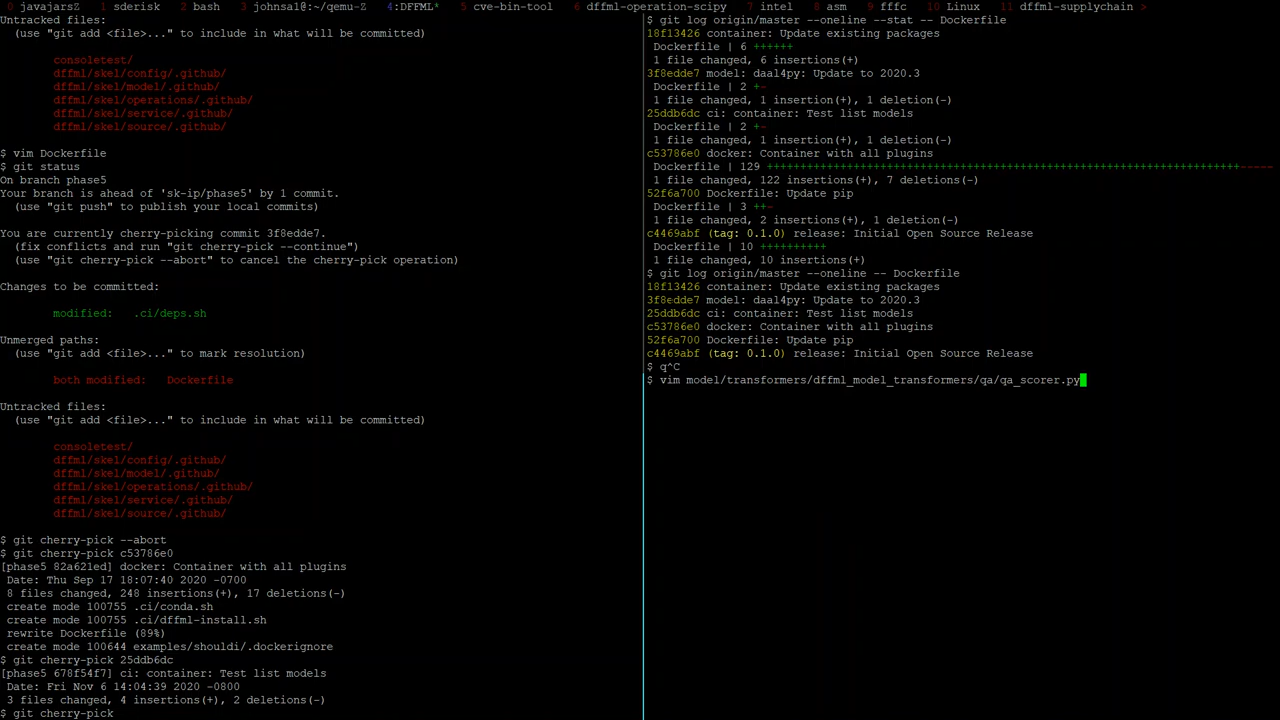 0 javajarsZ  1 sderisk  2 bash  3 johnsal@:~/qemu-Z  4:DFFML*  5 cve-bin-tool  6 dffml-operation-scipy  7 intel  8 asm  9 fffc  10 Linux  11 dffml-supplychain >
Untracked files:
  (use "git add <file>..." to include in what will be committed)
        consoletest/
        dffml/skel/config/.github/
        dffml/skel/model/.github/
        dffml/skel/operations/.github/
        dffml/skel/service/.github/
        dffml/skel/source/.github/
$ vim Dockerfile
$ git status
On branch phase5
Your branch is ahead of 'sk-ip/phase5' by 1 commit.
  (use "git push" to publish your local commits)
You are currently cherry-picking commit 3f8edde7.
  (fix conflicts and run "git cherry-pick --continue")
  (use "git cherry-pick --abort" to cancel the cherry-pick operation)
Changes to be committed:
        modified:   .ci/deps.sh
Unmerged paths:
  (use "git add <file>..." to mark resolution)
        both modified:   Dockerfile
Untracked files:
  (use "git add <file>..." to include in what will be committed)
        consoletest/
        dffml/skel/config/.github/
        dffml/skel/model/.github/
        dffml/skel/operations/.github/
        dffml/skel/service/.github/
        dffml/skel/source/.github/
$ git cherry-pick --abort
$ git cherry-pick c53786e0
[phase5 82a621ed] docker: Container with all plugins
 Date: Thu Sep 17 18:07:40 2020 -0700
 8 files changed, 248 insertions(+), 17 deletions(-)
 create mode 100755 .ci/conda.sh
 create mode 100755 .ci/dffml-install.sh
 rewrite Dockerfile (89%)
 create mode 100644 examples/shouldi/.dockerignore
$ git cherry-pick 25ddb6dc
[phase5 678f54f7] ci: container: Test list models
 Date: Fri Nov 6 14:04:39 2020 -0800
 3 files changed, 4 insertions(+), 2 deletions(-)
$ git cherry-pick
$ git log origin/master --oneline --stat -- Dockerfile
18f13426 container: Update existing packages
 Dockerfile | 6 ++++++
 1 file changed, 6 insertions(+)
3f8edde7 model: daal4py: Update to 2020.3
 Dockerfile | 2 +-
 1 file changed, 1 insertion(+), 1 deletion(-)
25ddb6dc ci: container: Test list models
 Dockerfile | 2 +-
 1 file changed, 1 insertion(+), 1 deletion(-)
c53786e0 docker: Container with all plugins
 Dockerfile | 129 +++++++++++++++++++++++++++++++++++++++++++++++++++++++++++++++++++++++-----
 1 file changed, 122 insertions(+), 7 deletions(-)
52f6a700 Dockerfile: Update pip
 Dockerfile | 3 ++-
 1 file changed, 2 insertions(+), 1 deletion(-)
c4469abf (tag: 0.1.0) release: Initial Open Source Release
 Dockerfile | 10 ++++++++++
 1 file changed, 10 insertions(+)
$ git log origin/master --oneline -- Dockerfile
18f13426 container: Update existing packages
3f8edde7 model: daal4py: Update to 2020.3
25ddb6dc ci: container: Test list models
c53786e0 docker: Container with all plugins
52f6a700 Dockerfile: Update pip
c4469abf (tag: 0.1.0) release: Initial Open Source Release
$ q^C
$ vim model/transformers/dffml_model_transformers/qa/qa_scorer.py